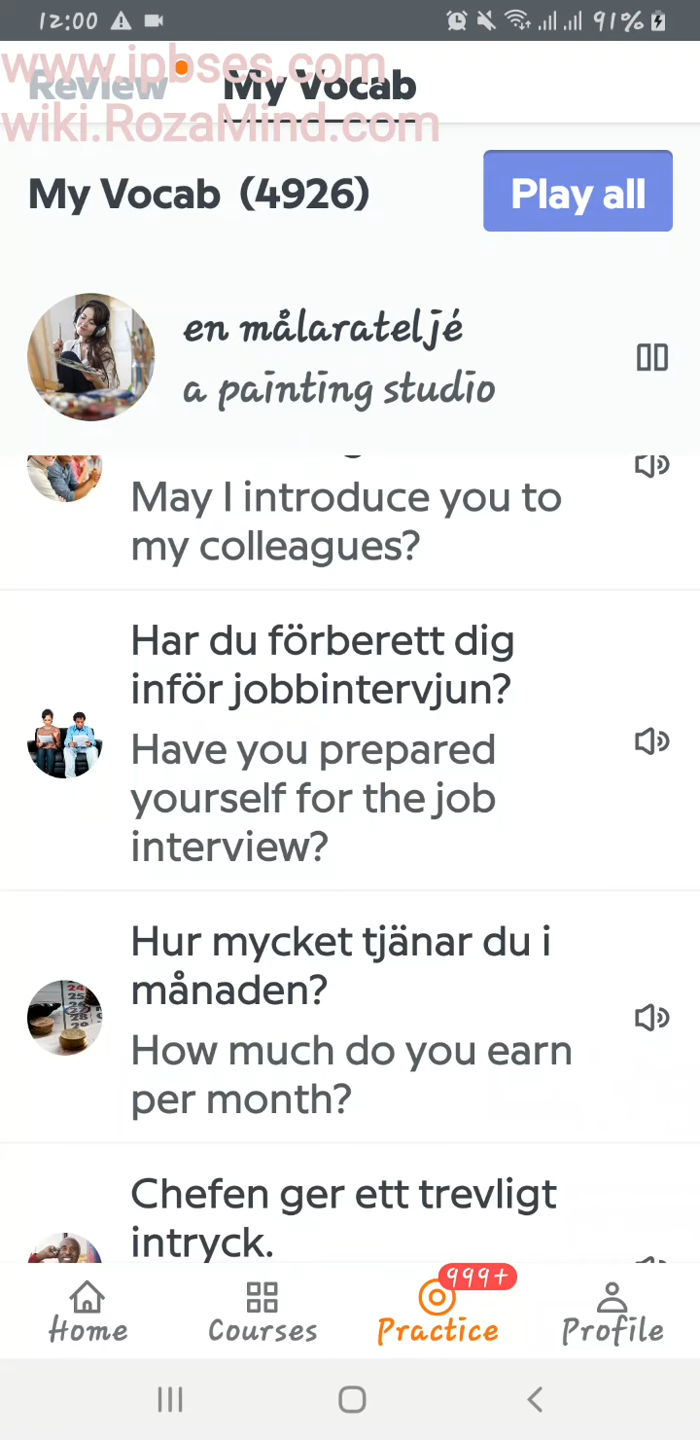 12:00
91%
www.ipbses.com
Review
My Vocab
wiki.RozaMind.com
My Vocab (4926)
Play all
en målarateljé
a painting studio
May I introduce you to
my colleagues?
Har du förberett dig
inför jobbintervjun?
Have you prepared
yourself for the job
interview?
Hur mycket tjänar du i
månaden?
How much do you earn
per month?
Chefen ger ett trevligt
intryck.
999+
Home
Courses
Practice
Profile